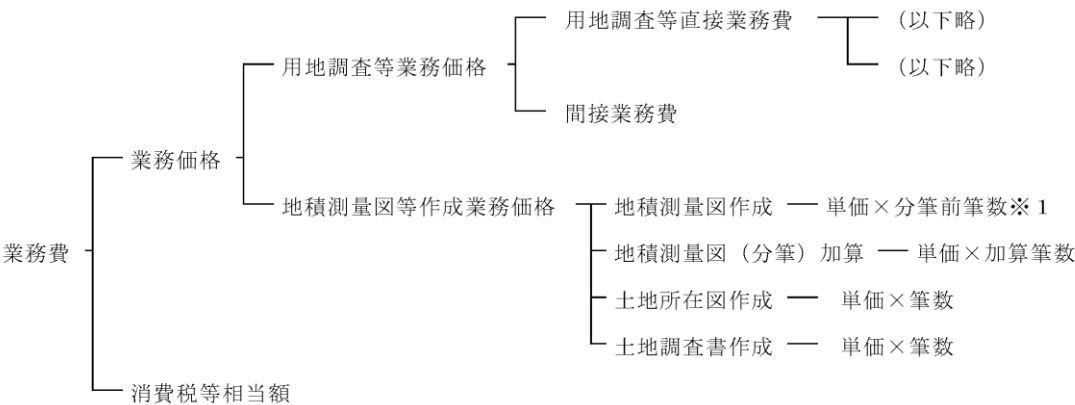 用地調査等直接業務費
（以下略）
用地調査等業務価格
（以下略）
間接業務費
業務価格
地積測量図等作成業務価格
地積測量図作成
単価×分筆前筆数※1
業務費
地積測量図（分筆）加算
単価×加算筆数
土地所在図作成
単価×筆数
土地調査書作成
単価×筆数
消費税等相当額